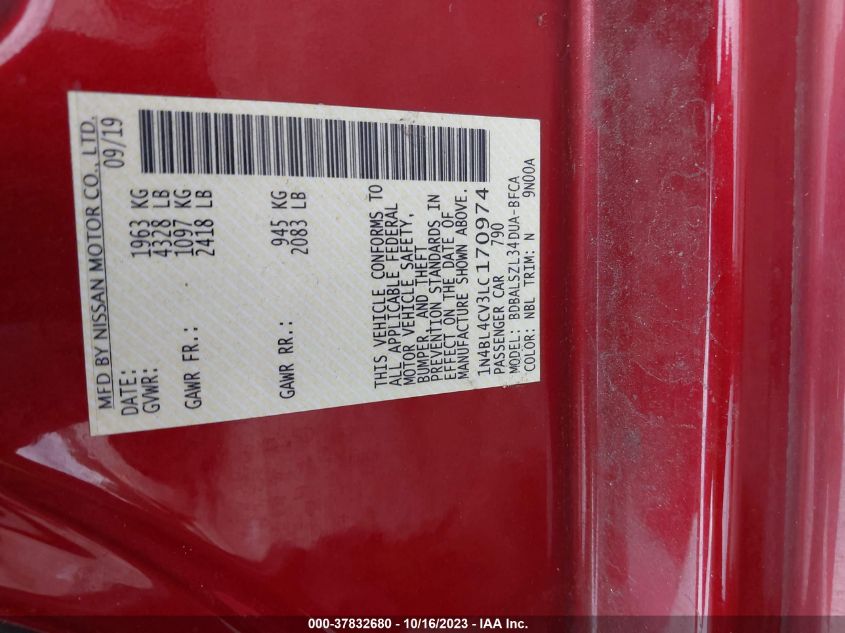 MFD BY NISSAN MOTOR CO., LTD.
DATE: 09/19
GVWR: 1963 KG
4328 LB
GAWR FR.: 1097 KG
2418 LB
GAWR RR.: 945 KG
2083 LB
THIS VEHICLE CONFORMS TO
ALL APPLICABLE FEDERAL
MOTOR VEHICLE SAFETY,
BUMPER, AND THEFT
PREVENTION STANDARDS IN
EFFECT ON THE DATE OF
MANUFACTURE SHOWN ABOVE.
1N4BL4CV3LC170974
PASSENGER CAR 790
MODEL: BDBALSZL34DUA-BFCA
COLOR: NBL TRIM: N 9N00A
000-37832680 - 10/16/2023 - IAA Inc.